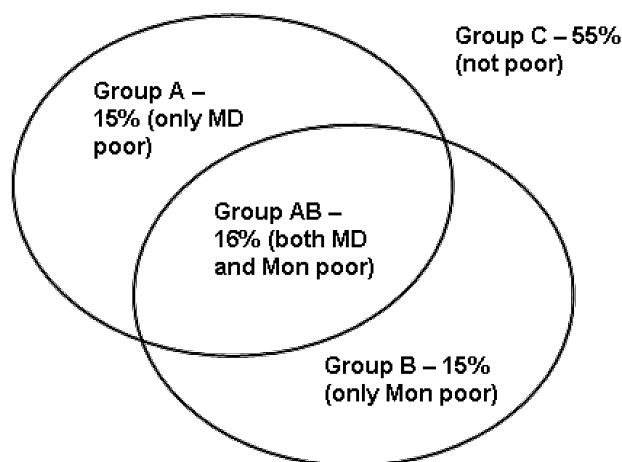 Group C – 55%
(not poor)
Group A –
15% (only MD
poor)
Group AB –
16% (both MD
and Mon poor)
Group B – 15%
(only Mon poor)